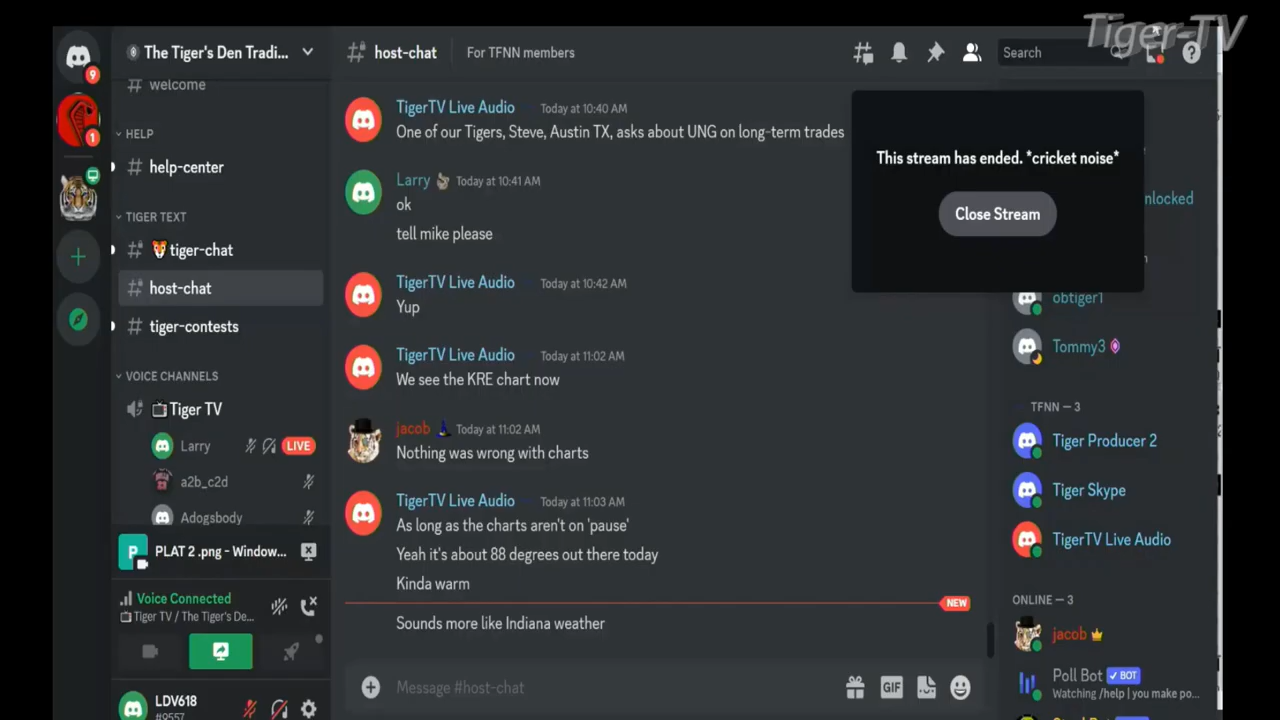 Tiger-TV
9
1
The Tiger's Den Tradi...
# welcome
HELP
help-center
TIGER TEXT
tiger-chat
host-chat
tiger-contests
VOICE CHANNELS
Tiger TV
Larry
LIVE
a2b_c2d
Adogsbody
P
PLAT 2 .png - Window...
Voice Connected
Tiger TV / The Tiger's De...
LDV618
#9557
host-chat
For TFNN members
Search
TigerTV Live Audio Today at 10:40 AM
One of our Tigers, Steve, Austin TX, asks about UNG on long-term trades
Larry Today at 10:41 AM
ok
tell mike please
TigerTV Live Audio Today at 10:42 AM
Yup
TigerTV Live Audio Today at 11:02 AM
We see the KRE chart now
jacob Today at 11:02 AM
Nothing was wrong with charts
TigerTV Live Audio Today at 11:03 AM
As long as the charts aren't on 'pause'
Yeah it's about 88 degrees out there today
Kinda warm
NEW
Sounds more like Indiana weather
Message #host-chat
GIF
This stream has ended. *cricket noise*
Close Stream
nlocked
obtiger1
Tommy3
TFNN — 3
Tiger Producer 2
Tiger Skype
TigerTV Live Audio
ONLINE — 3
jacob
Poll Bot ✓ BOT
Watching /help | you make po...